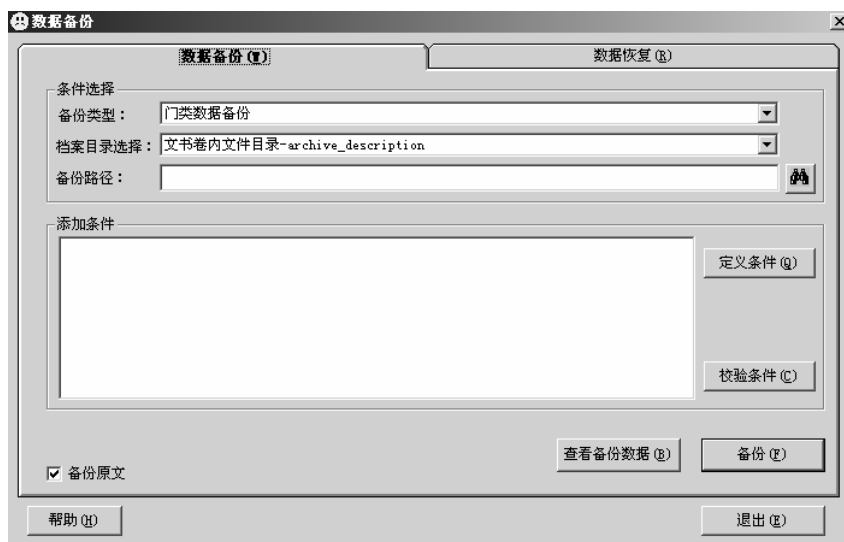 数据备份
数据备份(W) 数据恢复(R)
条件选择
备份类型： 门类数据备份
档案目录选择： 文书卷内文件目录-archive_description
备份路径：
添加条件
定义条件(Q)
校验条件(C)
查看备份数据(B) 备份(F)
备份原文
帮助(H) 退出(E)